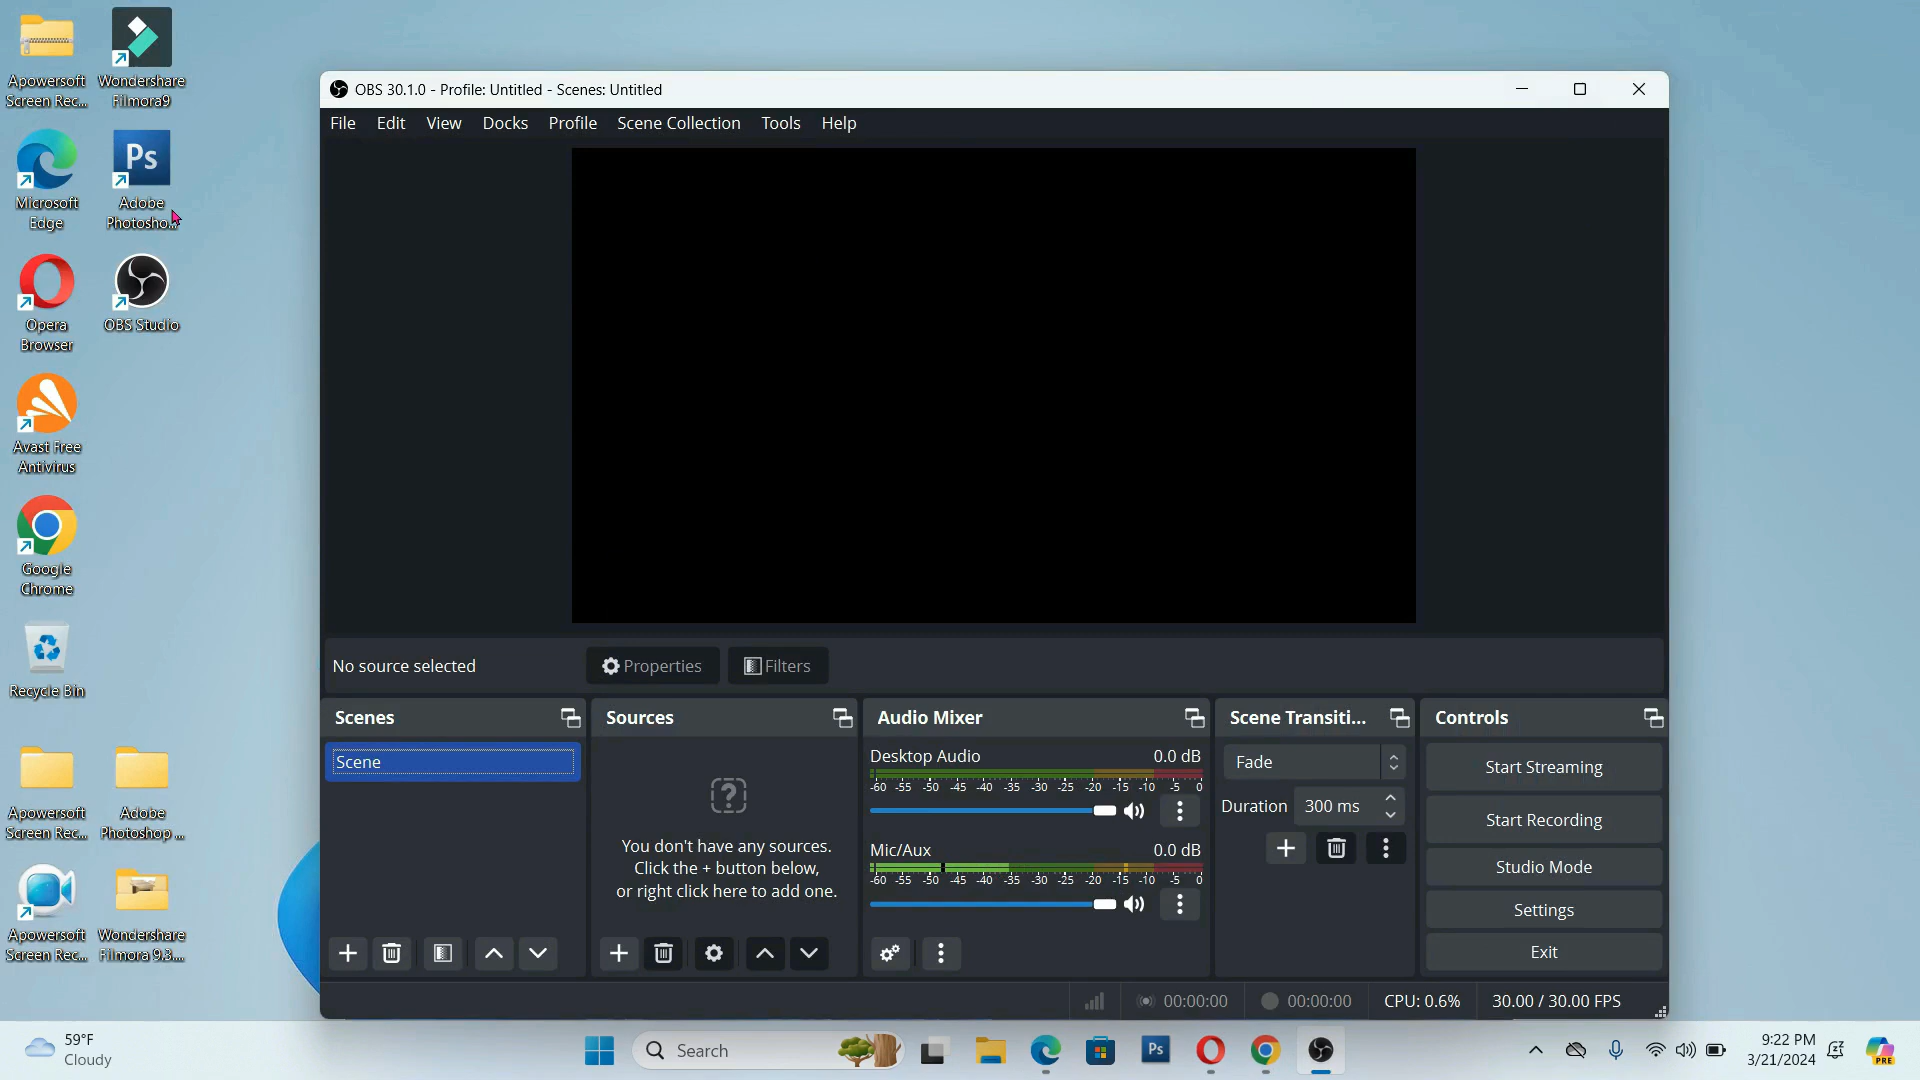 Apowersoft
Screen Rec...
Wondershare
Filmora9
Microsoft
Edge
Ps
Adobe
Photosho...
Opera
Browser
OBS Studio
Avast Free
Antivirus
Google
Chrome
Recycle Bin
Apowersoft
Screen Rec...
Adobe
Photoshop ...
Apowersoft
Screen Rec...
Wondershare
Filmora 9.3....
OBS 30.1.0 - Profile: Untitled - Scenes: Untitled
File Edit View Docks Profile Scene Collection Tools Help
No source selected
Properties
Filters
Scenes
Scene
Sources
?
You don't have any sources.
Click the + button below,
or right click here to add one.
Audio Mixer
Desktop Audio 0.0 dB
-60 -55 -50 -45 -40 -35 -30 -25 -20 -15 -10 -5 0
Mic/Aux 0.0 dB
-60 -55 -50 -45 -40 -35 -30 -25 -20 -15 -10 -5 0
Scene Transiti...
Fade
Duration 300 ms
Controls
Start Streaming
Start Recording
Studio Mode
Settings
Exit
00:00:00 00:00:00 CPU: 0.6% 30.00 / 30.00 FPS
59°F
Cloudy
Search
Ps
9:22 PM
3/21/2024
PRE